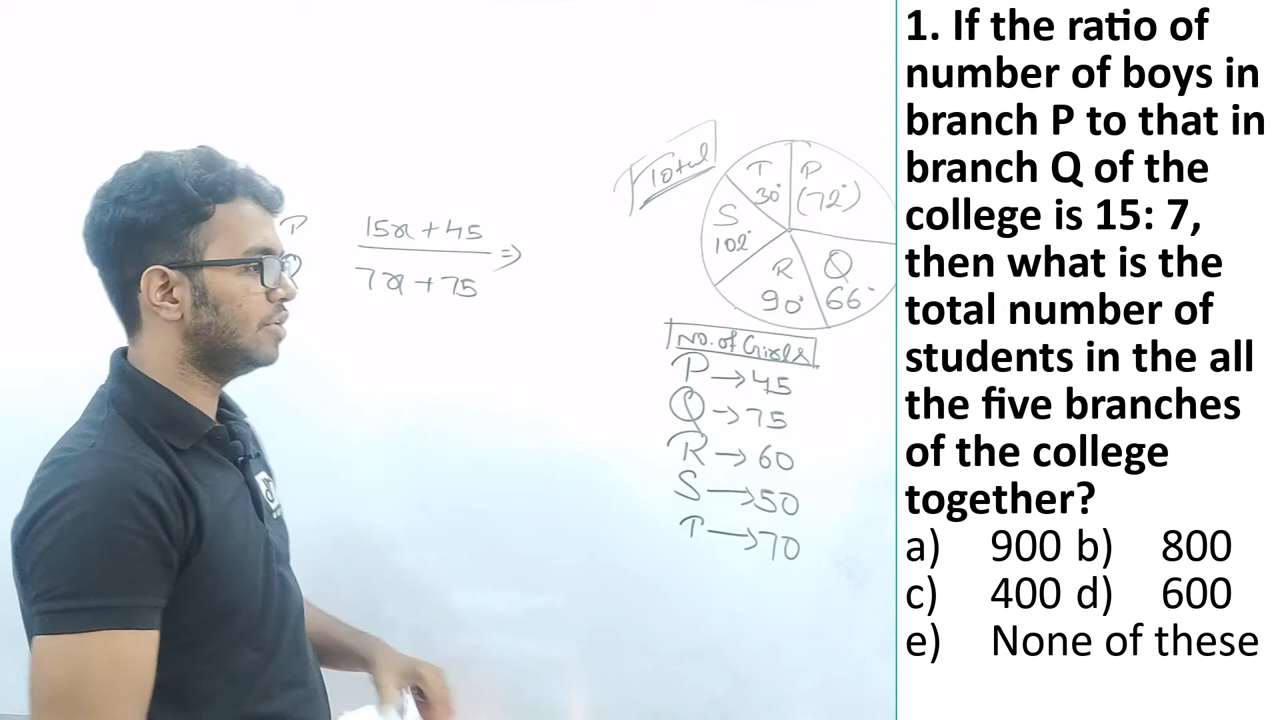 P 15x+45 ⇒
Q 7x+75
Total
T 30°
P (72°)
S 102°
R 90°
Q 66°
No. of Girls
P → 45
Q → 75
R → 60
S → 50
T → 70
1. If the ratio of
number of boys in
branch P to that in
branch Q of the
college is 15: 7,
then what is the
total number of
students in the all
the five branches
of the college
together?
a) 900 b) 800
c) 400 d) 600
e) None of these